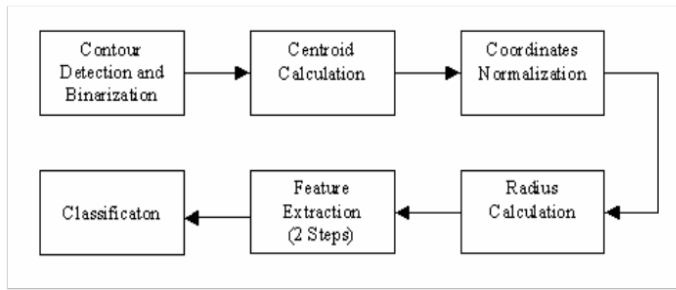 Contour
Detection and
Binarization
Centroid
Calculation
Coordinates
Normalization
Radius
Calculation
Feature
Extraction
(2 Steps)
Classificaton